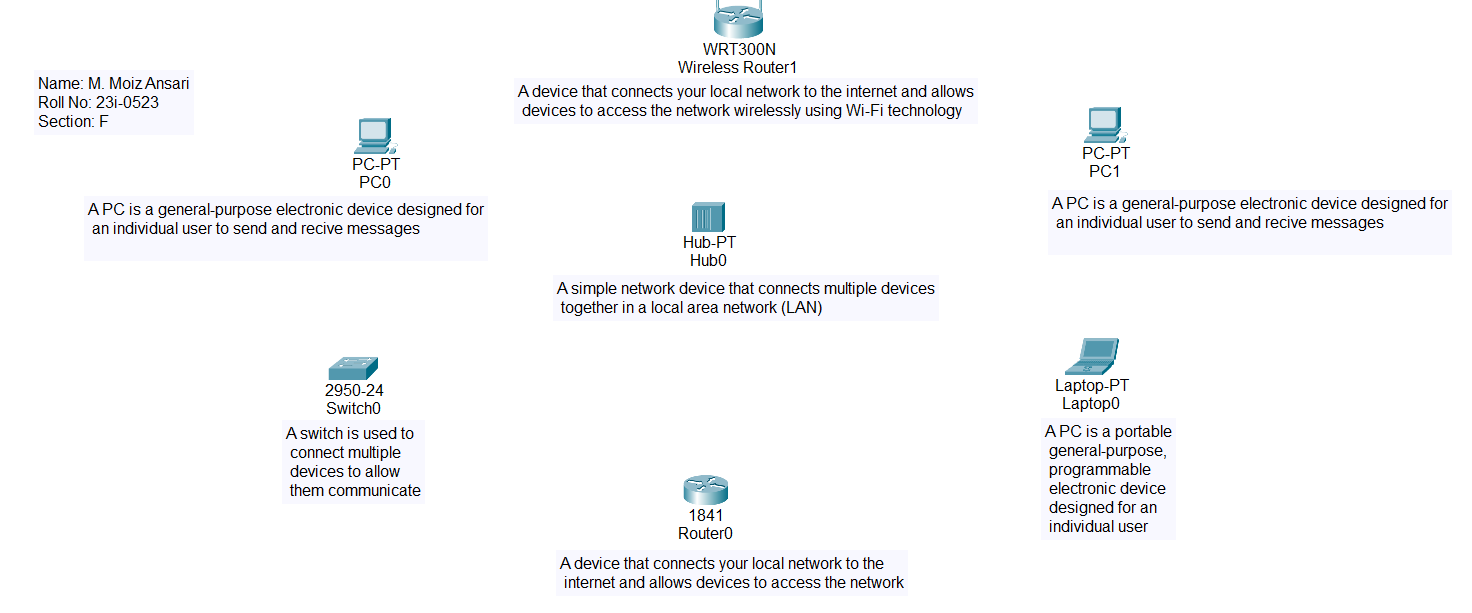 WRT300N
Wireless Router1
A device that connects your local network to the internet and allows
devices to access the network wirelessly using Wi-Fi technology
Name: M. Moiz Ansari
Roll No: 23i-0523
Section: F
PC-PT
PC0
A PC is a general-purpose electronic device designed for
an individual user to send and recive messages
PC-PT
PC1
A PC is a general-purpose electronic device designed for
an individual user to send and recive messages
Hub-PT
Hub0
A simple network device that connects multiple devices
together in a local area network (LAN)
2950-24
Switch0
A switch is used to
connect multiple
devices to allow
them communicate
Laptop-PT
Laptop0
A PC is a portable
general-purpose,
programmable
electronic device
designed for an
individual user
1841
Router0
A device that connects your local network to the
internet and allows devices to access the network